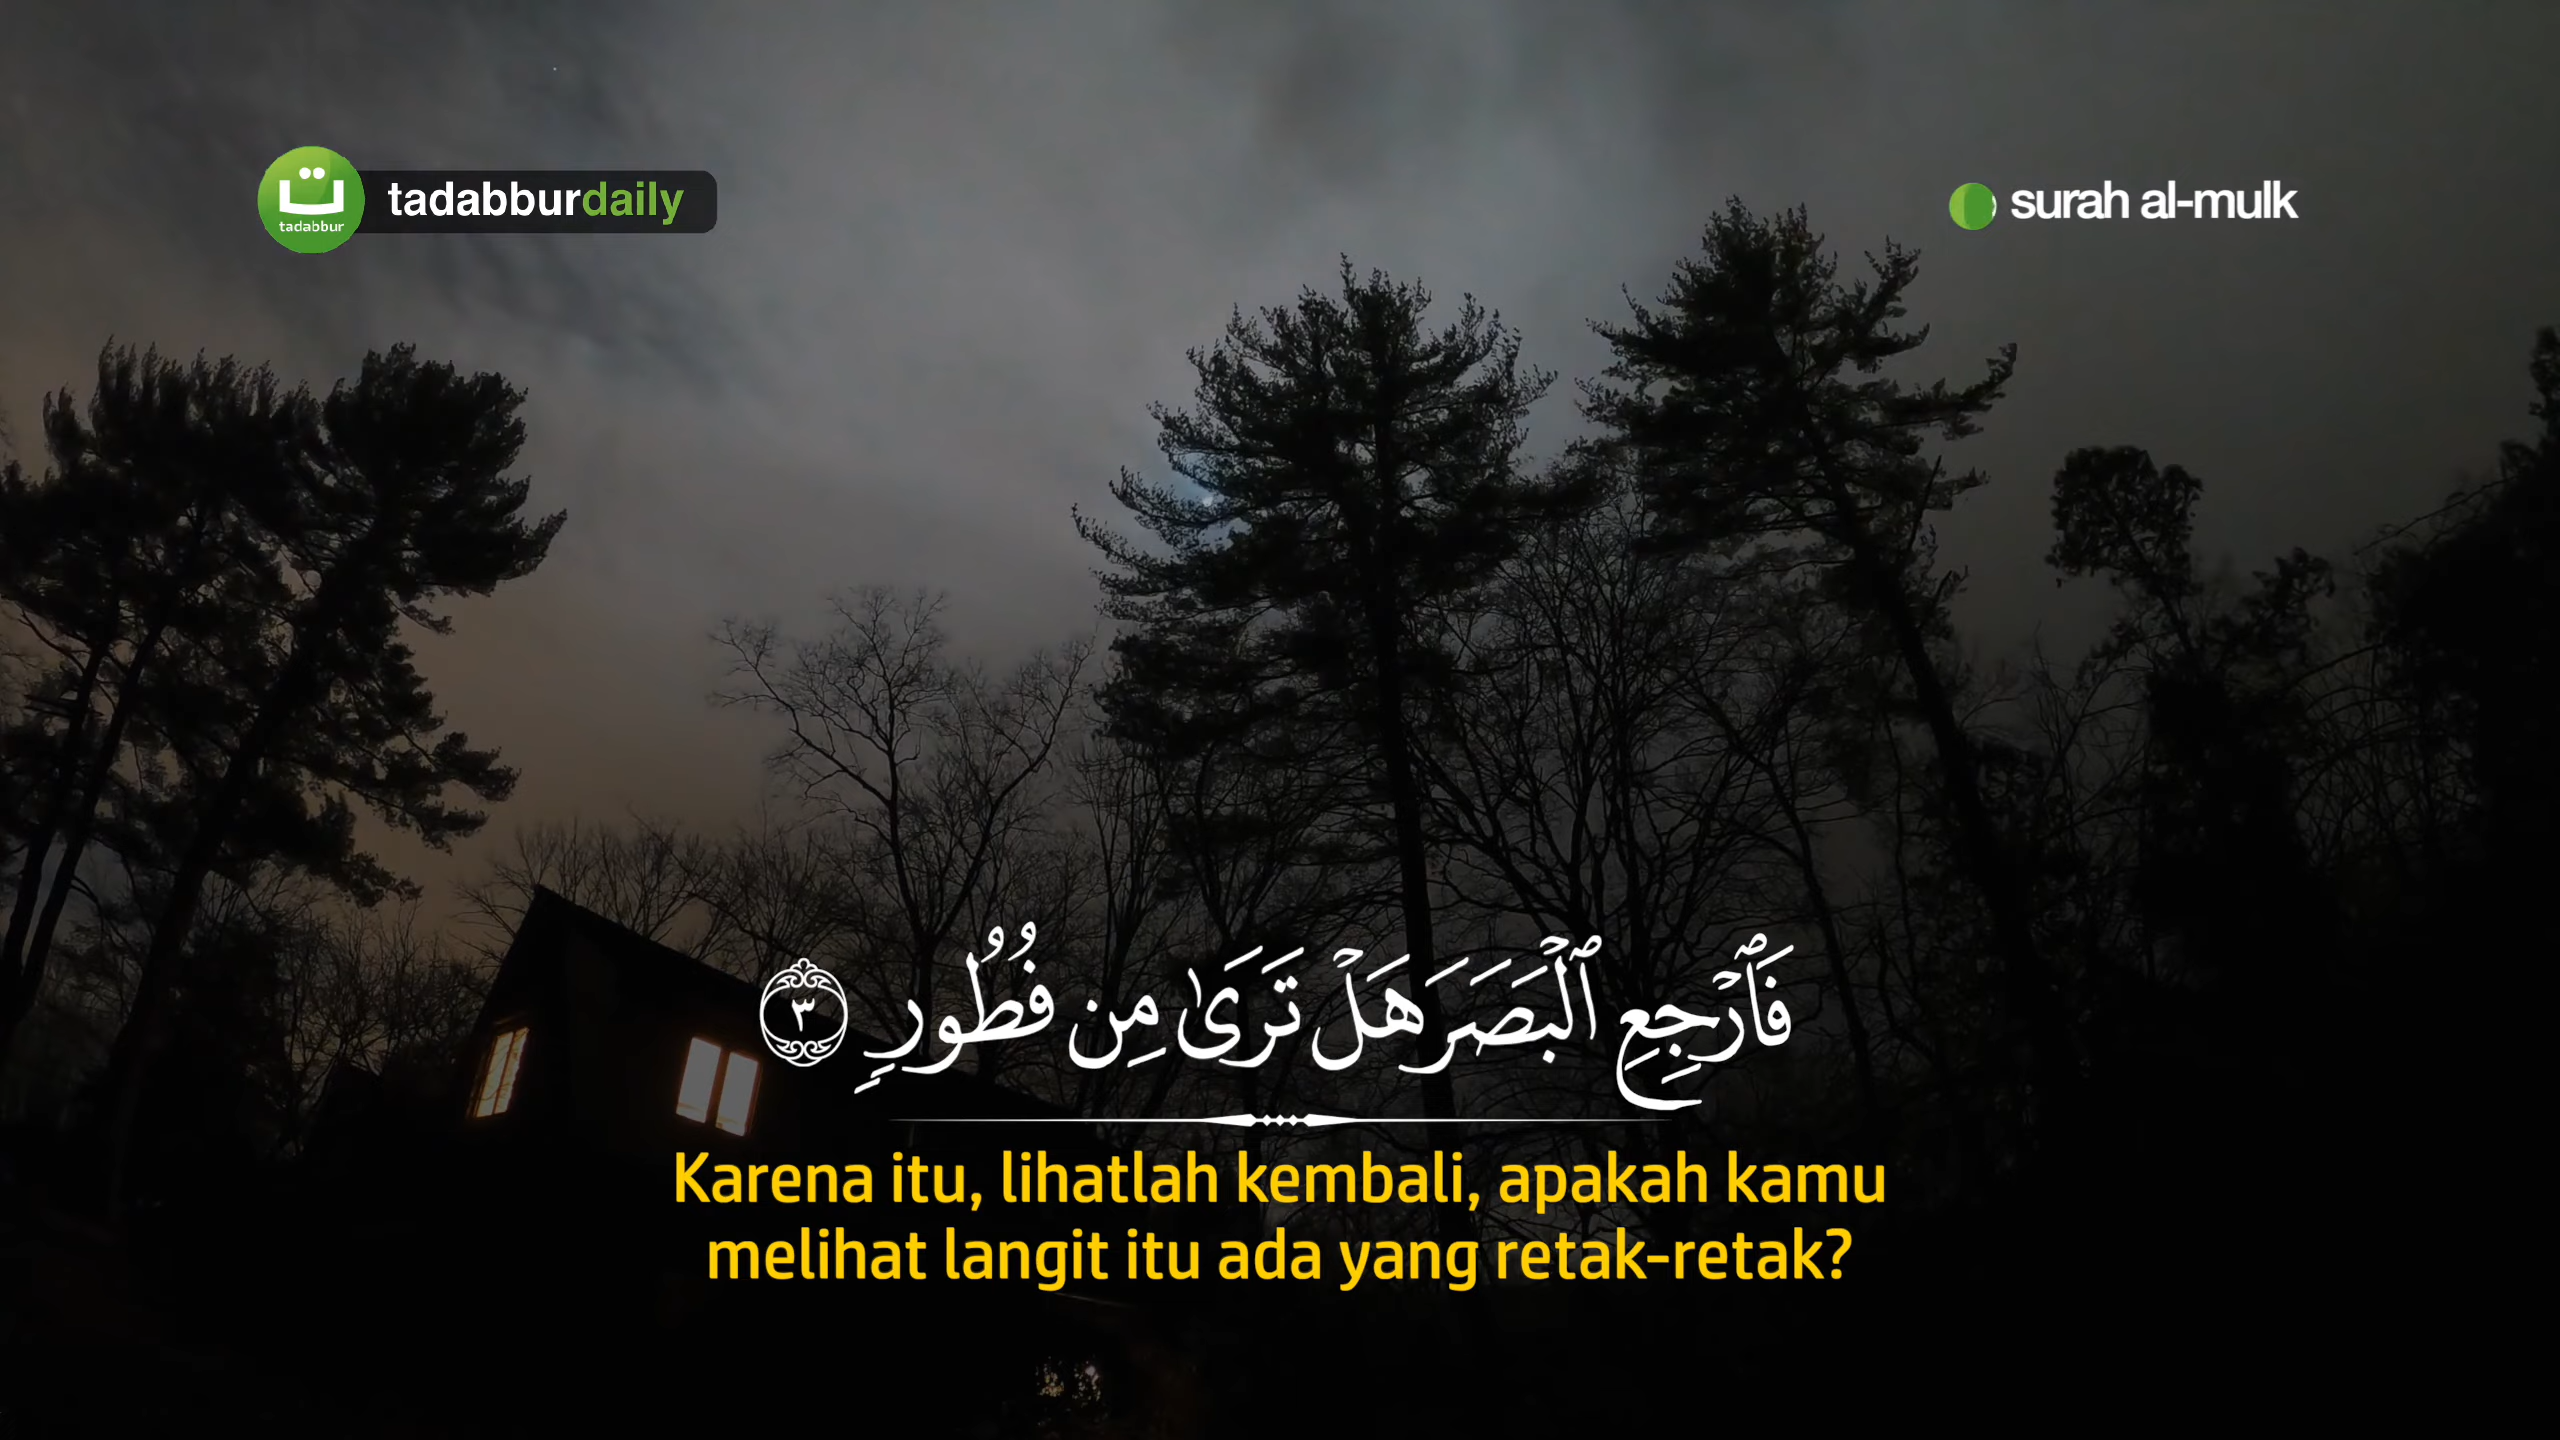 ت
tadabbur
tadabburdaily
surah al-mulk
فَٱرْجِعِ ٱلْبَصَرَ هَلْ تَرَىٰ مِن فُطُورٍ ٣
Karena itu, lihatlah kembali, apakah kamu
melihat langit itu ada yang retak-retak?